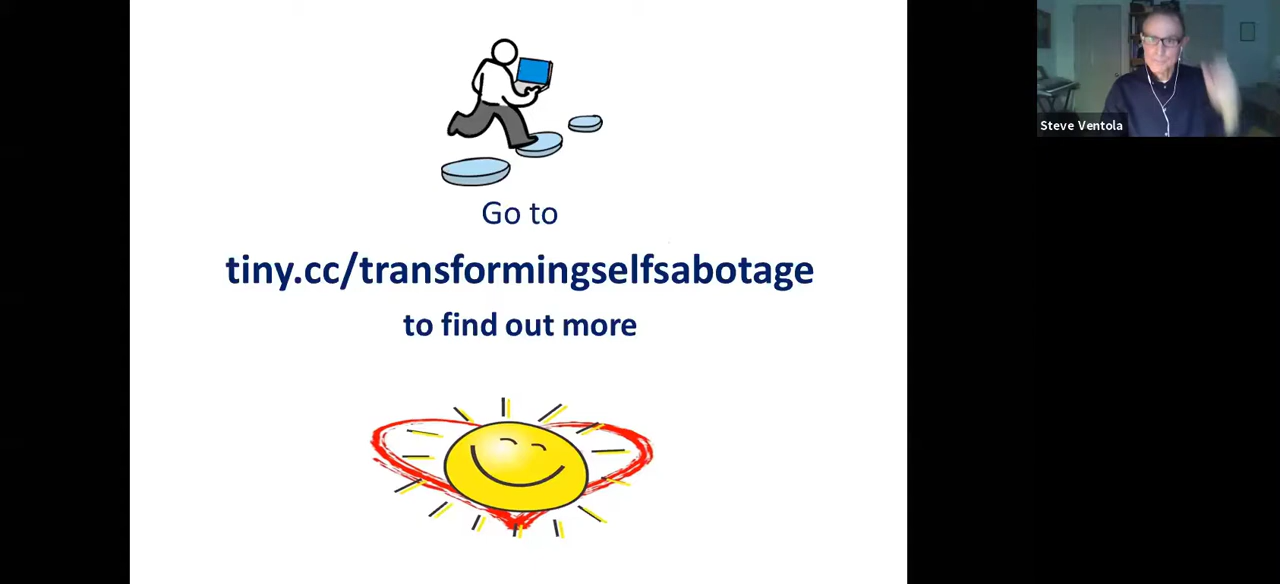 Go to
tiny.cc/transformingselfsabotage
to find out more
Steve Ventola